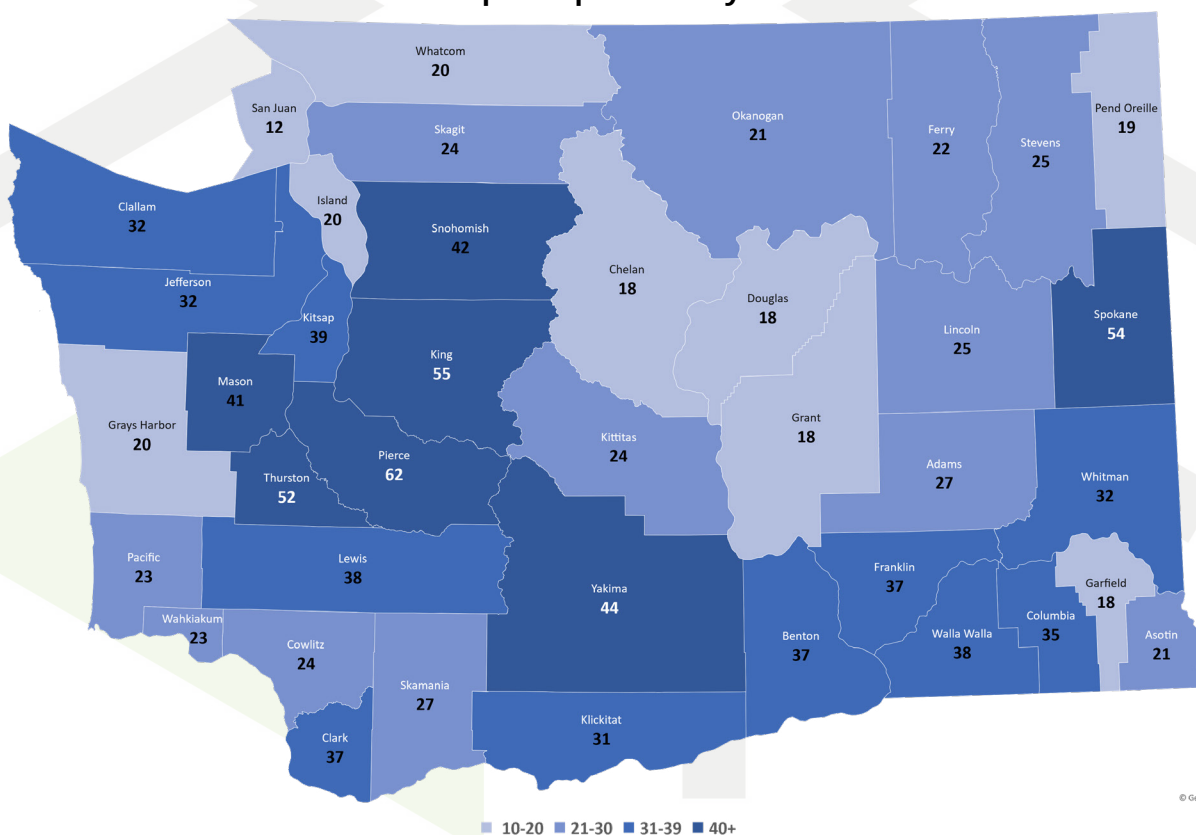 Whatcom
20
San Juan
12
Skagit
24
Okanogan
21
Ferry
22
Stevens
25
Pend Oreille
19
Clallam
32
Island
20
Snohomish
42
Chelan
18
Douglas
18
Jefferson
32
Kitsap
39
King
55
Lincoln
25
Spokane
54
Mason
41
Grays Harbor
20
Thurston
52
Pierce
62
Kittitas
24
Grant
18
Adams
27
Whitman
32
Pacific
23
Lewis
38
Yakima
44
Franklin
37
Garfield
18
Wahkiakum
23
Cowlitz
24
Skamania
27
Benton
37
Walla Walla
38
Columbia
35
Asotin
21
Clark
37
Klickitat
31
10-20
21-30
31-39
40+